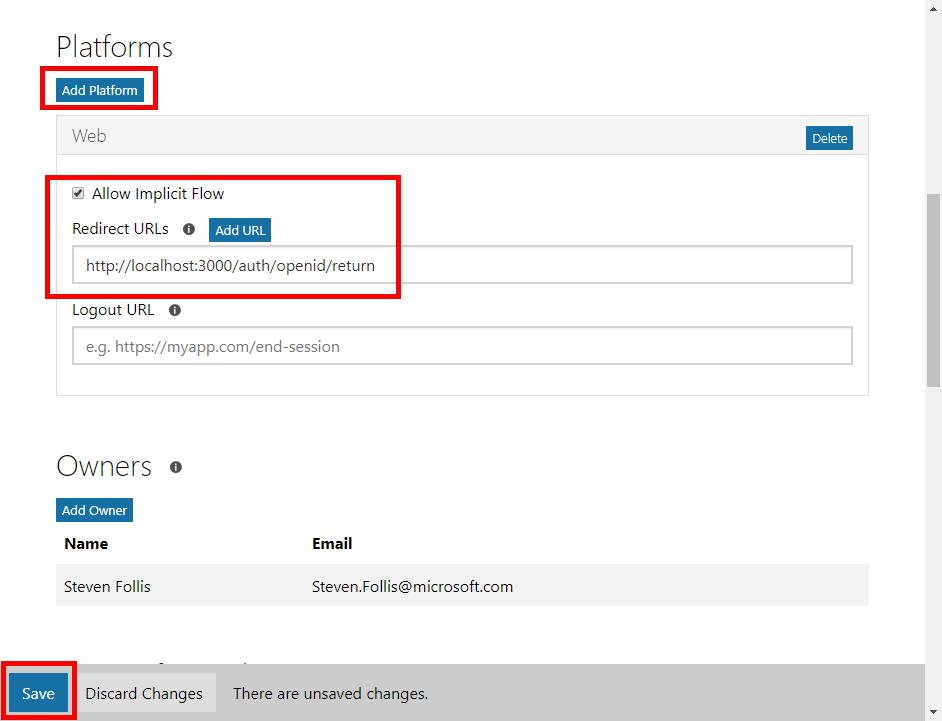 Platforms
Add Platform
Web Delete
Allow Implicit Flow
Redirect URLs Add URL
http://localhost:3000/auth/openid/return
Logout URL
e.g. https://myapp.com/end-session
Owners
Add Owner
Name Email
Steven Follis Steven.Follis@microsoft.com
Save Discard Changes There are unsaved changes.